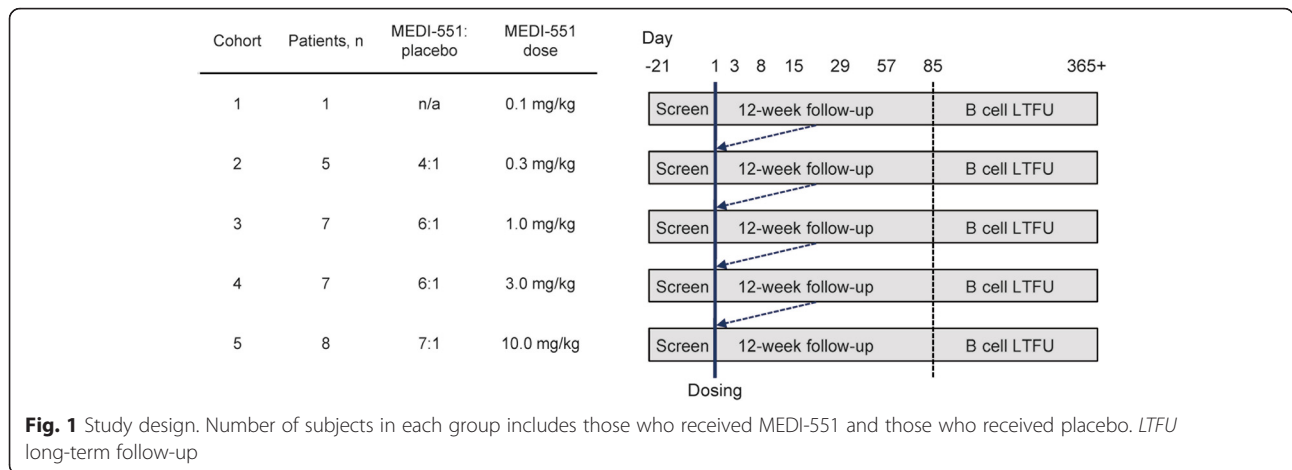 Cohort Patients, n MEDI-551: placebo MEDI-551 dose
1 1 n/a 0.1 mg/kg
2 5 4:1 0.3 mg/kg
3 7 6:1 1.0 mg/kg
4 7 6:1 3.0 mg/kg
5 8 7:1 10.0 mg/kg
Day
-21 1 3 8 15 29 57 85 365+
Screen 12-week follow-up B cell LTFU
Screen 12-week follow-up B cell LTFU
Screen 12-week follow-up B cell LTFU
Screen 12-week follow-up B cell LTFU
Screen 12-week follow-up B cell LTFU
Dosing
Fig. 1 Study design. Number of subjects in each group includes those who received MEDI-551 and those who received placebo. LTFU
long-term follow-up